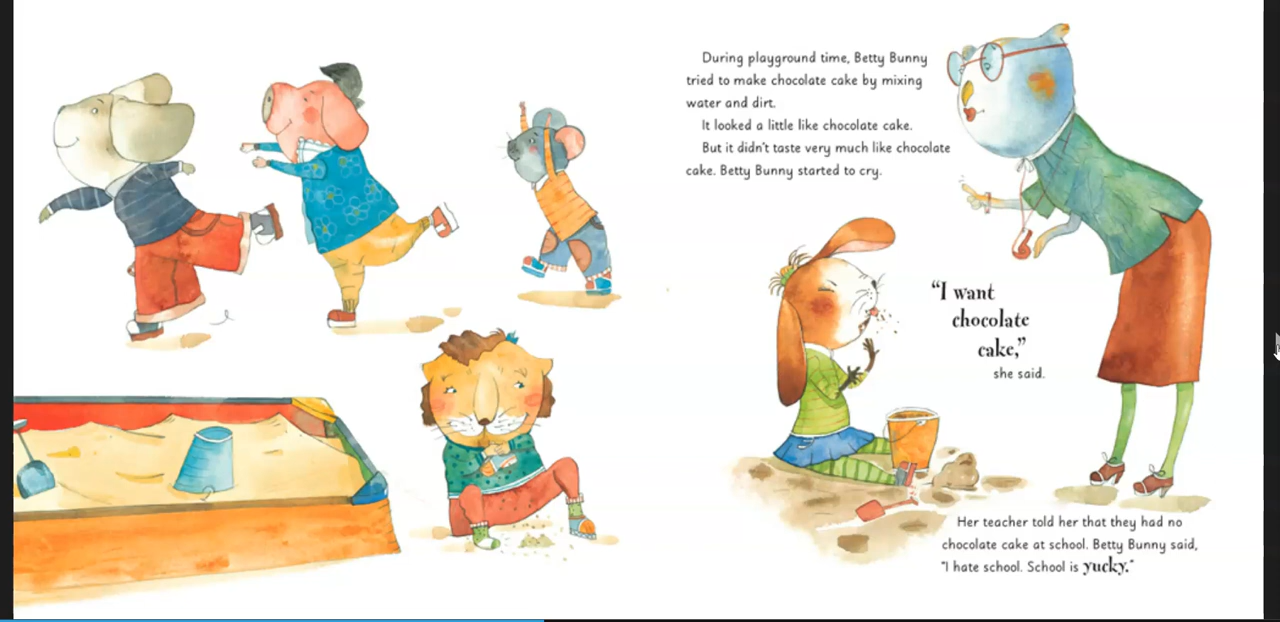 During playground time, Betty Bunny
tried to make chocolate cake by mixing
water and dirt.
It looked a little like chocolate cake.
But it didn't taste very much like chocolate
cake. Betty Bunny started to cry.
"I want
chocolate
cake,"
she said.
Her teacher told her that they had no
chocolate cake at school. Betty Bunny said,
"I hate school. School is yucky."